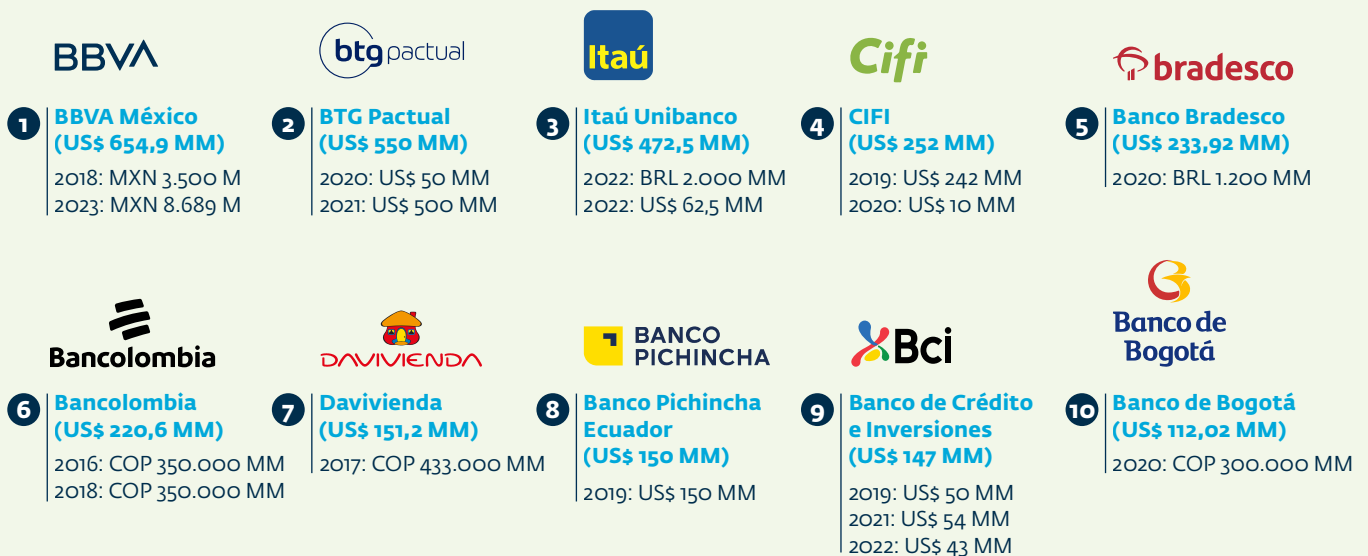 BBVA
btg pactual
Itaú
Cifi
bradesco
1
BBVA México
(US$ 654,9 MM)
2018: MXN 3.500 M
2023: MXN 8.689 M
2
BTG Pactual
(US$ 550 MM)
2020: US$ 50 MM
2021: US$ 500 MM
3
Itaú Unibanco
(US$ 472,5 MM)
2022: BRL 2.000 MM
2022: US$ 62,5 MM
4
CIFI
(US$ 252 MM)
2019: US$ 242 MM
2020: US$ 10 MM
5
Banco Bradesco
(US$ 233,92 MM)
2020: BRL 1.200 MM
Bancolombia
DAVIVIENDA
BANCO
PICHINCHA
Bci
Banco de
Bogotá
6
Bancolombia
(US$ 220,6 MM)
2016: COP 350.000 MM
2018: COP 350.000 MM
7
Davivienda
(US$ 151,2 MM)
2017: COP 433.000 MM
8
Banco Pichincha
Ecuador
(US$ 150 MM)
2019: US$ 150 MM
9
Banco de Crédito
e Inversiones
(US$ 147 MM)
2019: US$ 50 MM
2021: US$ 54 MM
2022: US$ 43 MM
10
Banco de Bogotá
(US$ 112,02 MM)
2020: COP 300.000 MM